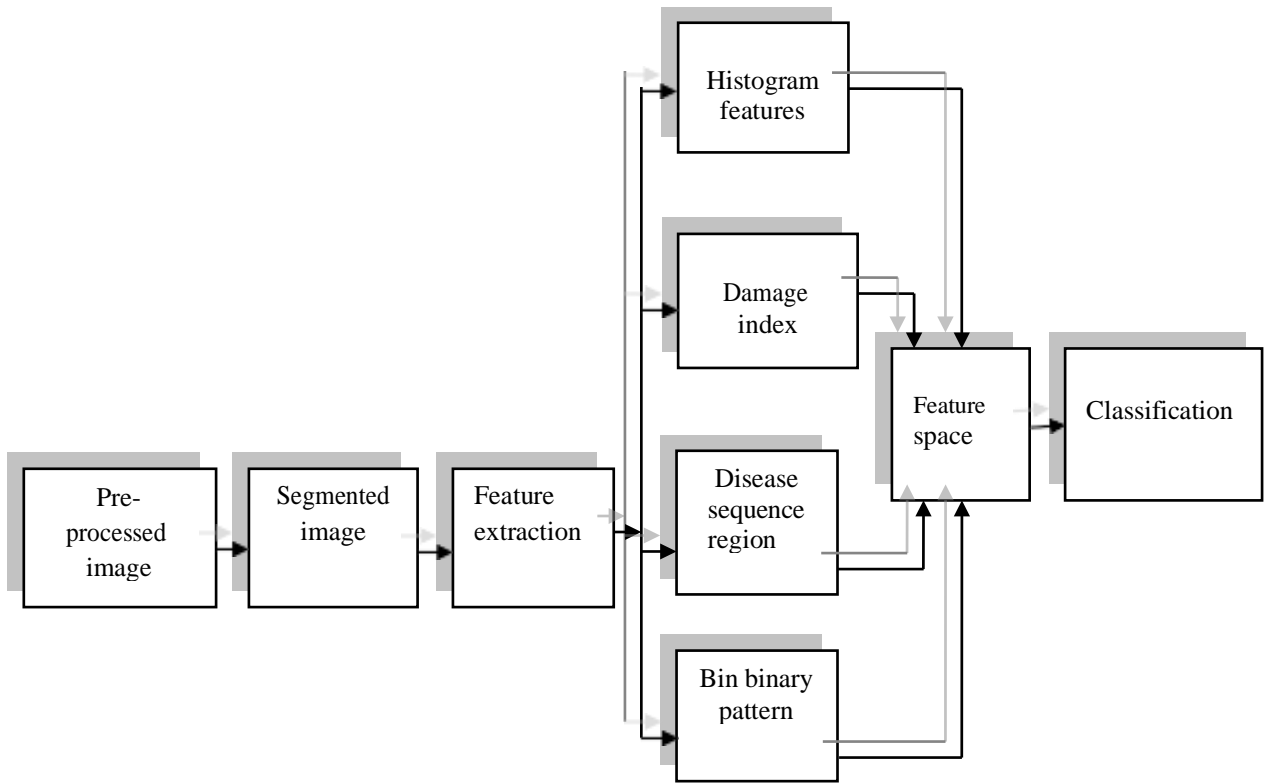 Histogram
features
Damage
index
Feature
space
Classification
Disease
sequence
region
Pre-
processed
image
Segmented
image
Feature
extraction
Bin binary
pattern